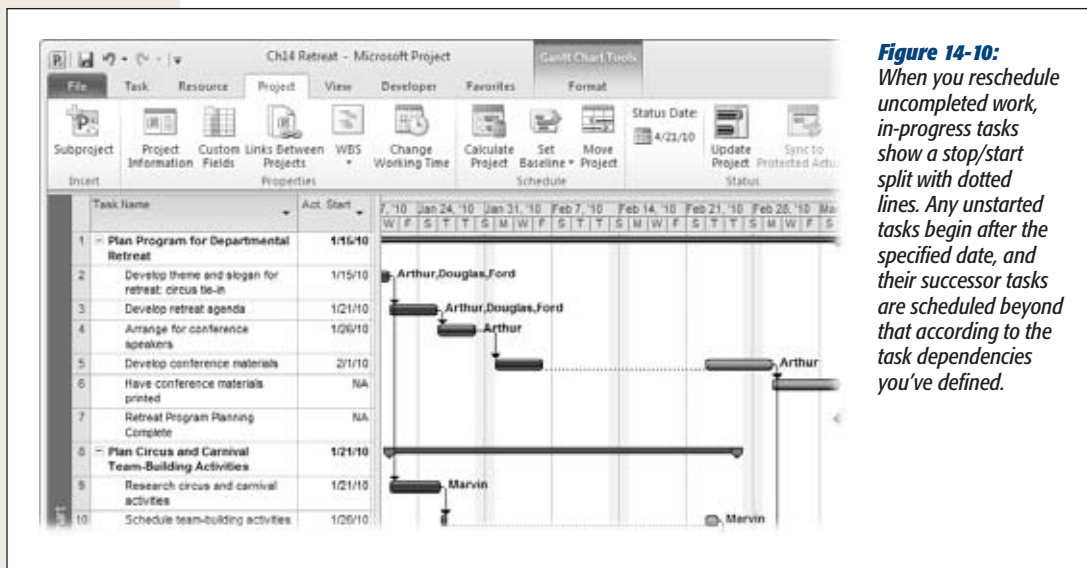 Ch14 Retreat - Microsoft Project
Gantt Chart Tools
File Task Resource Project View Developer Favorites Format
Subproject
Project Information
Custom Fields
Links Between Projects
WBS
Change Working Time
Calculate Project
Set Baseline
Move Project
Status Date:
4/21/10
Update Project
Sync to
Protected Actu
Insert Properties Schedule Status
Task Name Act. Start
7, '10 Jan 24, '10 Jan 31, '10 Feb 7, '10 Feb 14, '10 Feb 21, '10 Feb 28, '10
W F S T T S M W F S T T S M W F S T T S M W F S
1 Plan Program for Departmental Retreat 1/15/10
2 Develop theme and slogan for retreat: circus tie-in 1/15/10 Arthur,Douglas,Ford
3 Develop retreat agenda 1/21/10 Arthur,Douglas,Ford
4 Arrange for conference speakers 1/26/10 Arthur
5 Develop conference materials 2/1/10 Arthur
6 Have conference materials printed NA
7 Retreat Program Planning Complete NA
8 Plan Circus and Carnival Team-Building Activities 1/21/10
9 Research circus and carnival activities 1/21/10 Marvin
10 Schedule team-building activities 1/26/10 Marvin
Figure 14-10:
When you reschedule
uncompleted work,
in-progress tasks
show a stop/start
split with dotted
lines. Any unstarted
tasks begin after the
specified date, and
their successor tasks
are scheduled beyond
that according to the
task dependencies
you've defined.